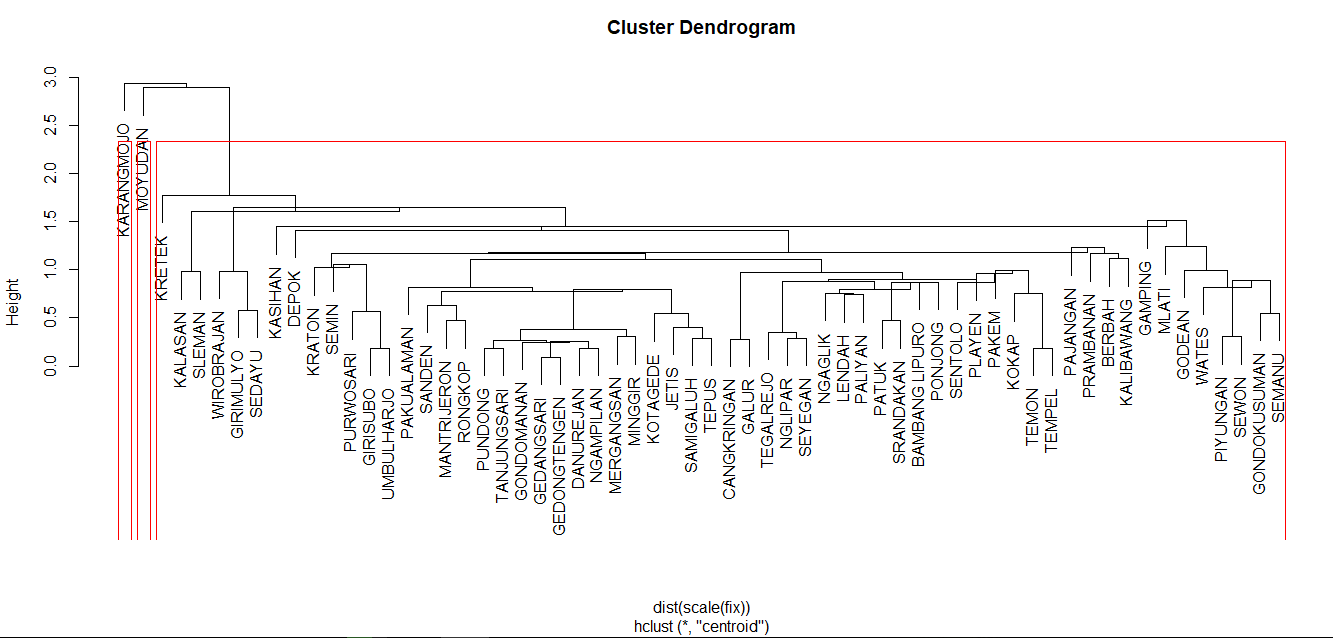 Cluster Dendrogram
3.0
2.5
2.0
1.5
1.0
0.5
0.0
Height
KARANGMOJO
MOYUDAN
KRETEK
KALASAN
SLEMAN
WIROBRAJAN
GIRIMULYO
SEDAYU
KASIHAN
DEPOK
KRATON
SEMIN
PURWOSARI
GIRISUBO
UMBULHARJO
PAKUALAMAN
SANDEN
MANTRIJERON
RONGKOP
PUNDONG
TANJUNGSARI
GONDOMANAN
GEDANGSARI
GEDONGTENGEN
DANUREJAN
NGAMPILAN
MERGANGSAN
MINGGIR
KOTAGEDE
JETIS
SAMIGALUH
TEPUS
CANGKRINGAN
GALUR
TEGALREJO
NGLIPAR
SEYEGAN
NGAGLIK
LENDAH
PALIYAN
PATUK
SRANDAKAN
BAMBANG LIPURO
PONJONG
SENTOLO
PLAYEN
PAKEM
KOKAP
TEMON
TEMPEL
PAJANGAN
PRAMBANAN
BERBAH
KALIBAWANG
GAMPING
MLATI
GODEAN
WATES
PIYUNGAN
SEWON
GONDOKUSUMAN
SEMANU
dist(scale(fix))
hclust (*, "centroid")